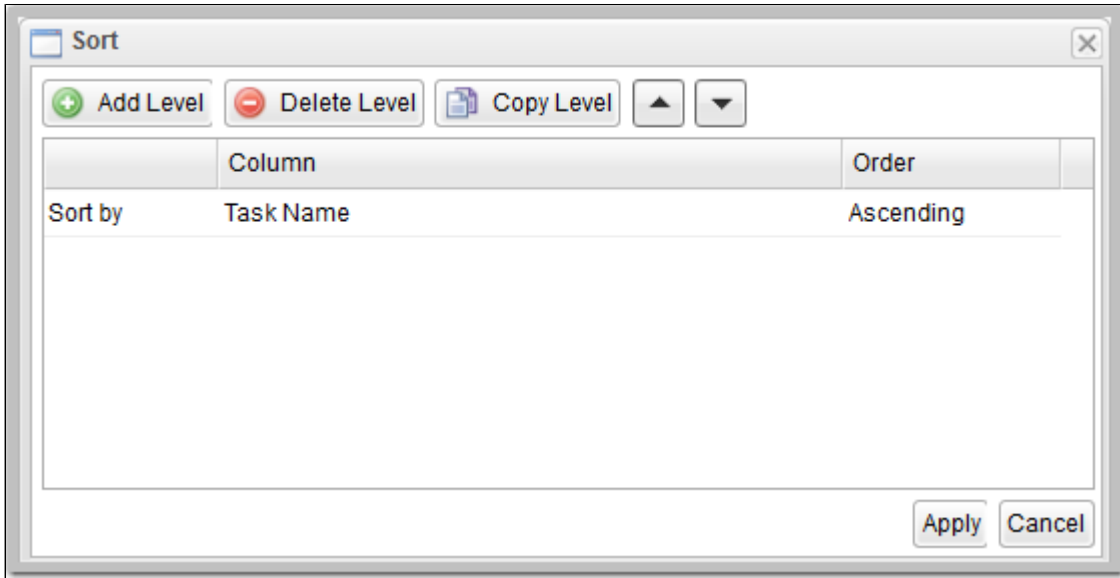 Sort
Add Level Delete Level Copy Level
Column Order
Sort by Task Name Ascending
Apply Cancel